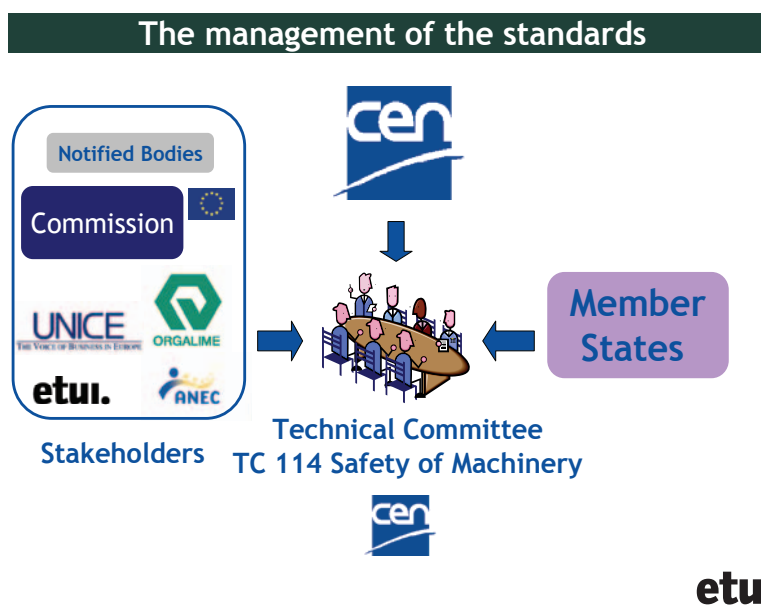 The management of the standards
cen
Notified Bodies
Commission
UNICE
THE VOICE OF BUSINESS IN EUROPE
ORGALIME
etui.
ANEC
Stakeholders
Member
States
Technical Committee
TC 114 Safety of Machinery
cen
etu